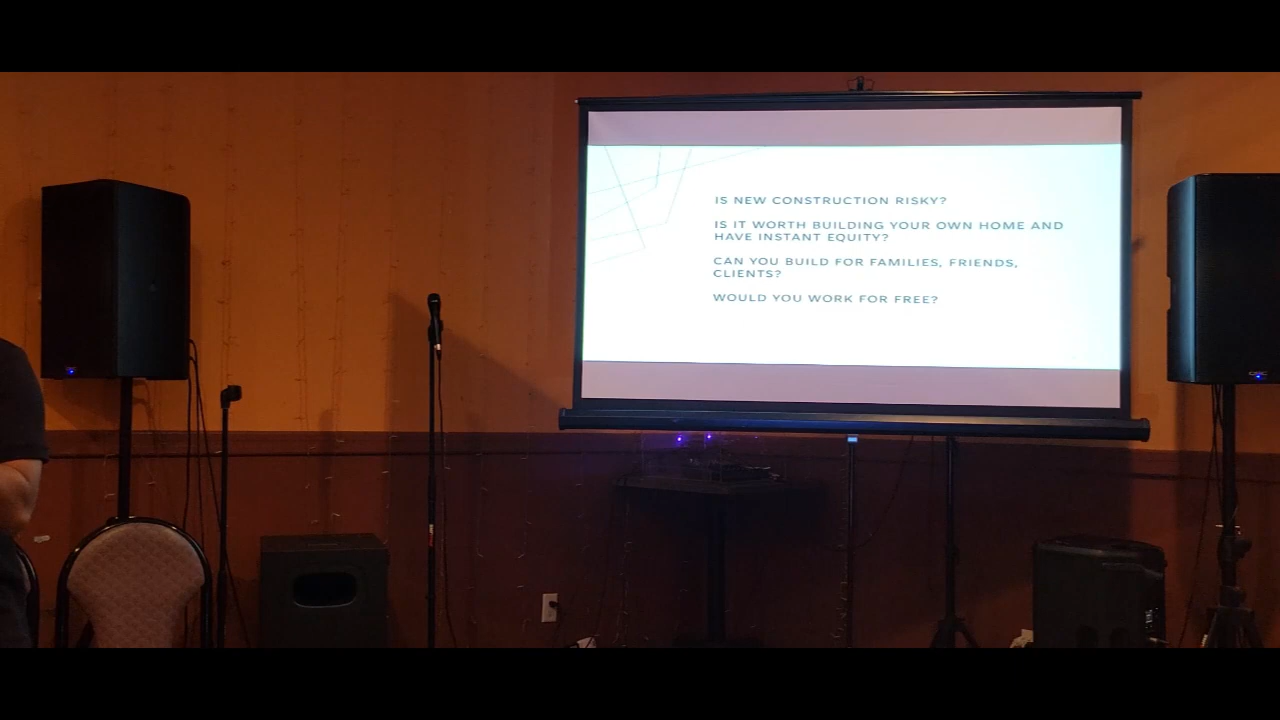 IS NEW CONSTRUCTION RISKY?
IS IT WORTH BUILDING YOUR OWN HOME AND
HAVE INSTANT EQUITY?
CAN YOU BUILD FOR FAMILIES, FRIENDS,
CLIENTS?
WOULD YOU WORK FOR FREE?